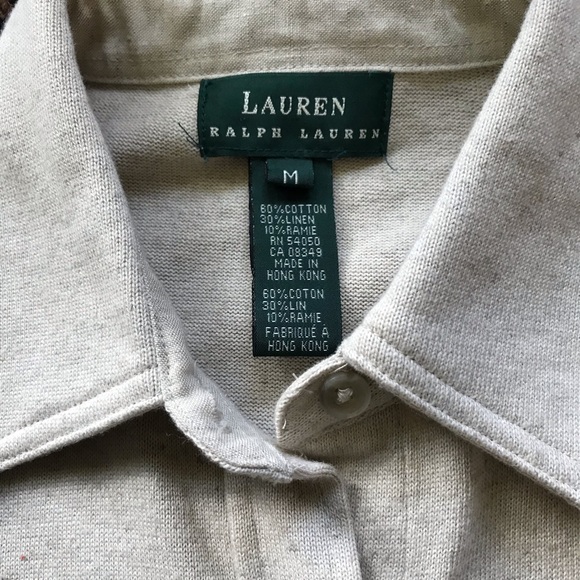 LAUREN
RALPH LAUREN
M
60%COTTON
30%LINEN
10%RAMIE
RN 54050
CA 08349
MADE IN
HONG KONG
60%COTON
30%LIN
10%RAMIE
FABRIQUÉ À
HONG KONG